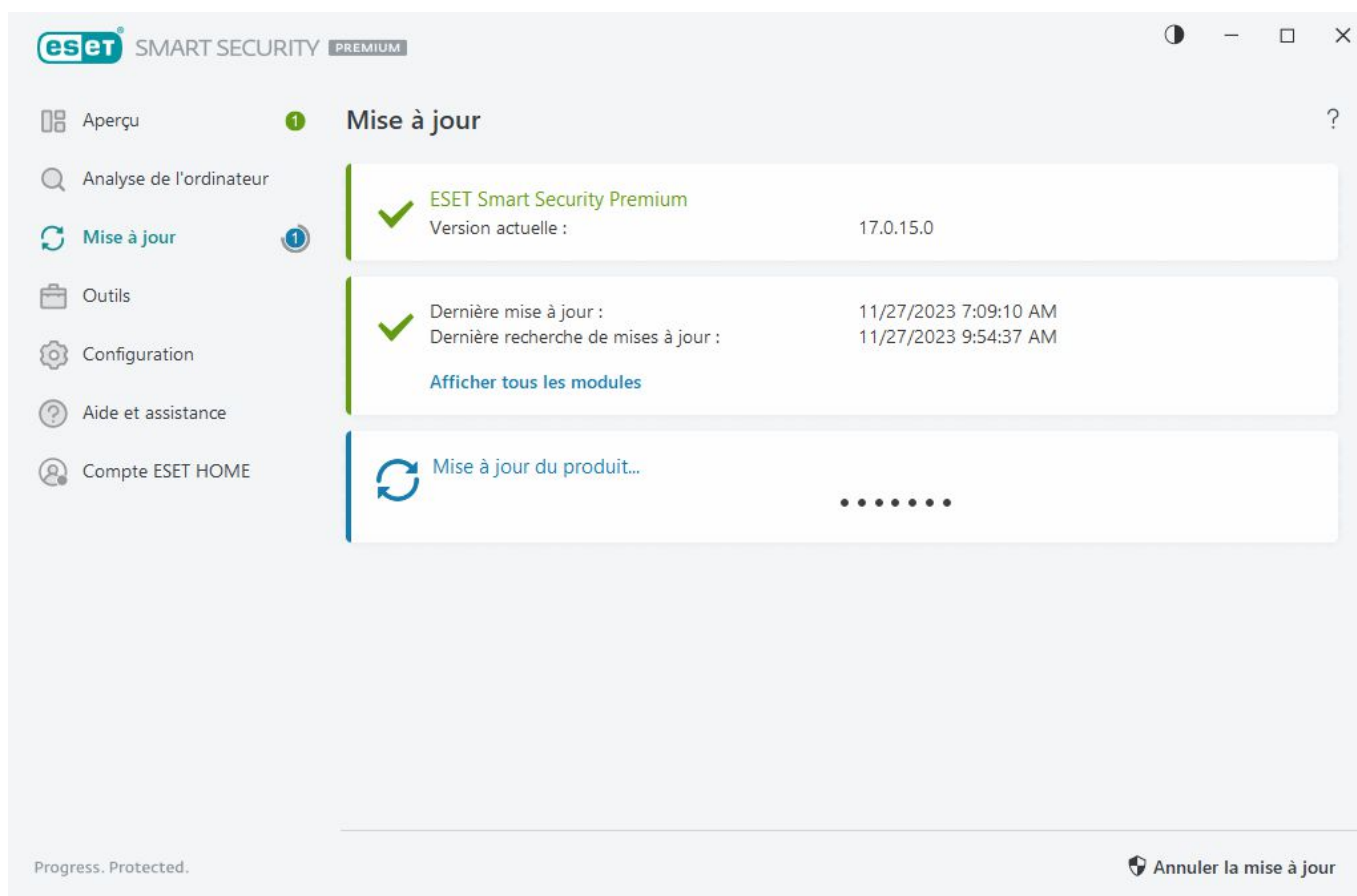 eset SMART SECURITY PREMIUM
Aperçu 1
Analyse de l'ordinateur
Mise à jour 1
Outils
Configuration
Aide et assistance
Compte ESET HOME
Mise à jour ?
ESET Smart Security Premium
Version actuelle : 17.0.15.0
Dernière mise à jour : 11/27/2023 7:09:10 AM
Dernière recherche de mises à jour : 11/27/2023 9:54:37 AM
Afficher tous les modules
Mise à jour du produit...
Progress. Protected.
Annuler la mise à jour